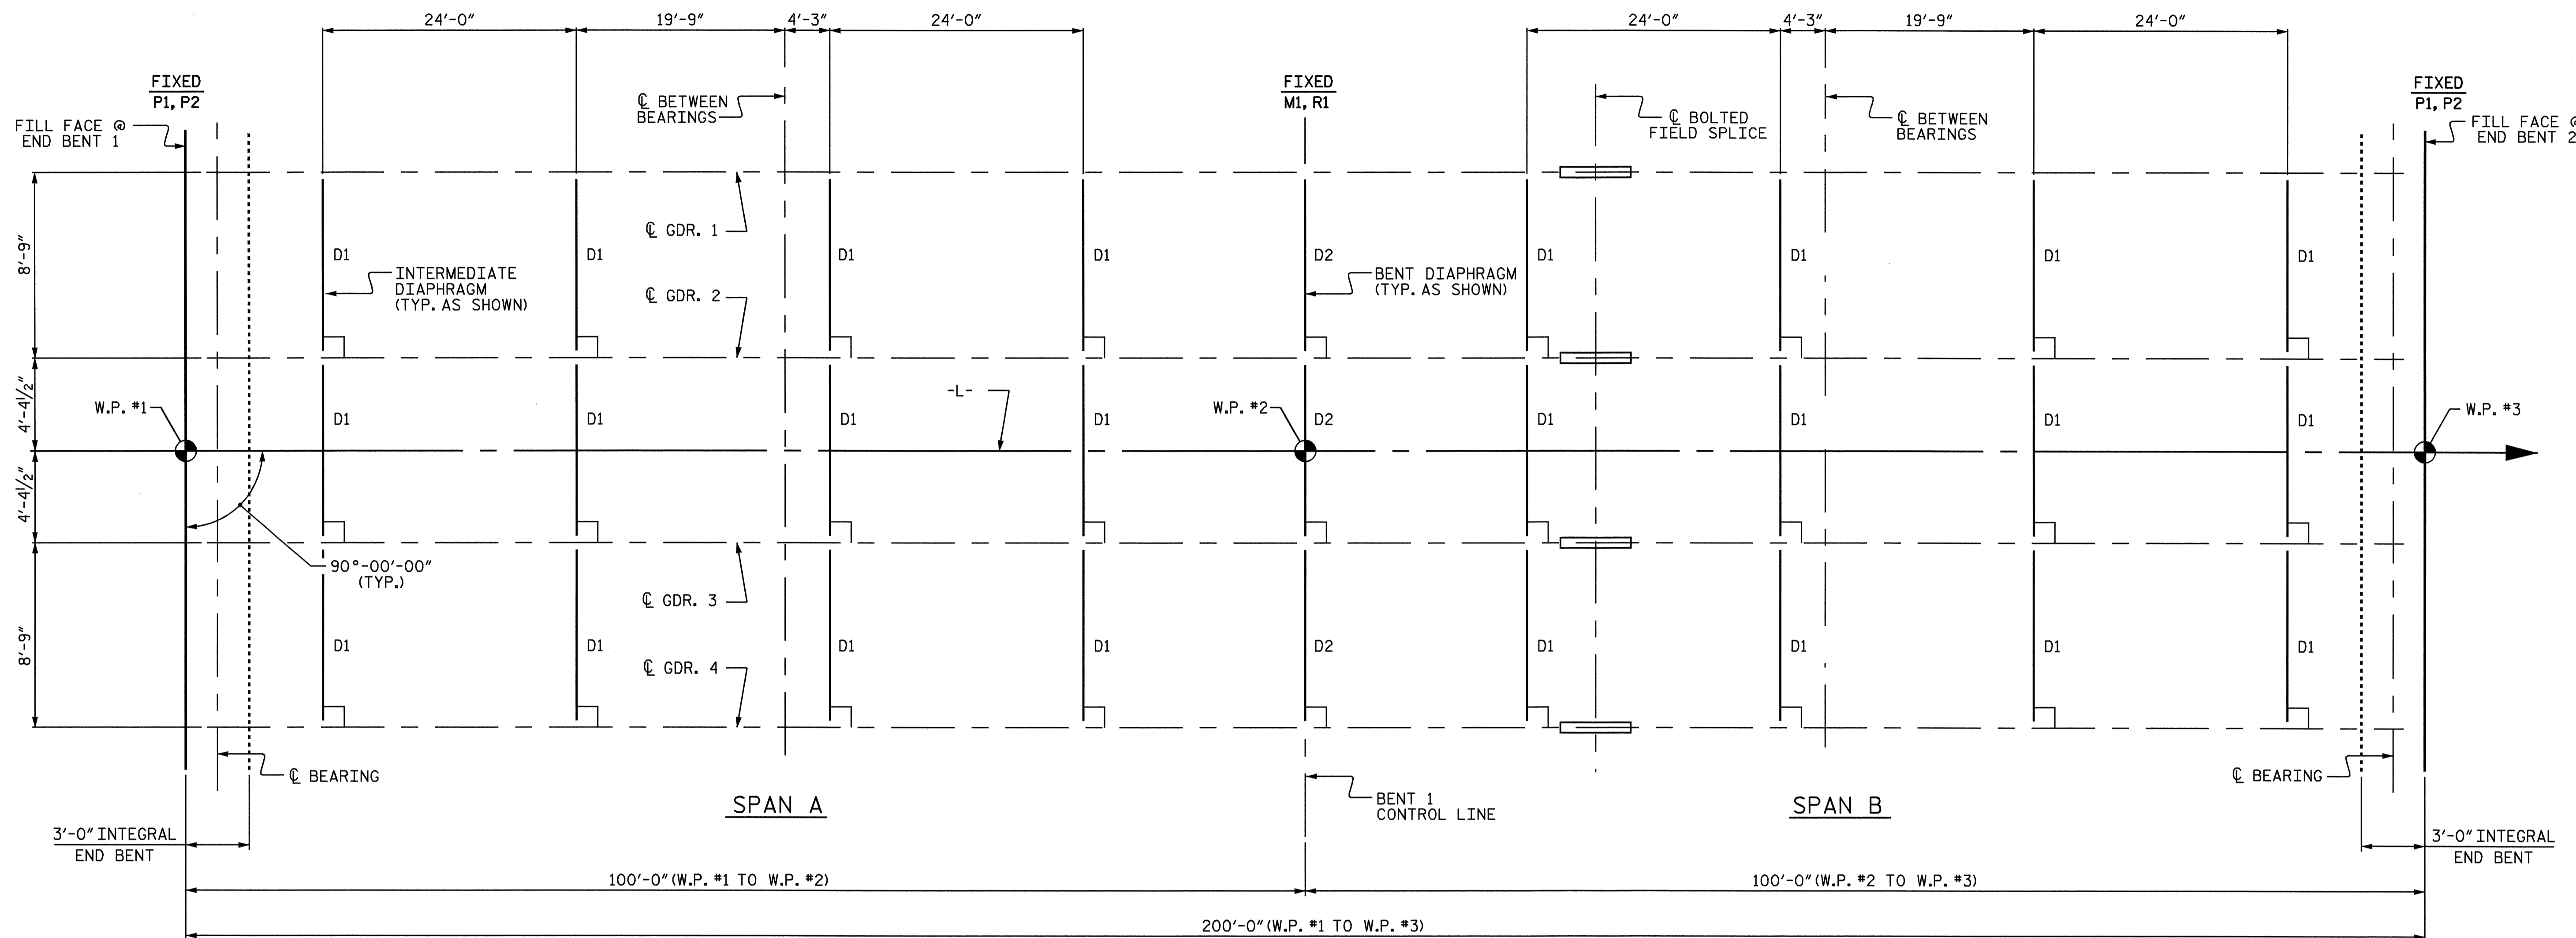 24'-0" 19'-9" 4'-3" 24'-0" 24'-0" 4'-3" 19'-9" 24'-0"
FIXED
P1, P2
FIXED
M1, R1
FIXED
P1, P2
FILL FACE @
END BENT 1
℄ BETWEEN
BEARINGS
℄ BOLTED
FIELD SPLICE
℄ BETWEEN
BEARINGS
FILL FACE @
END BENT 2
8'-9"
℄ GDR. 1
D1 D1 D1 D1 D2 D1 D1 D1 D1
INTERMEDIATE
DIAPHRAGM
(TYP. AS SHOWN)
℄ GDR. 2
BENT DIAPHRAGM
(TYP. AS SHOWN)
4'-4½"
W.P. #1
-L-
W.P. #2
W.P. #3
D1 D1 D1 D1 D2 D1 D1 D1 D1
4'-4½"
90°-00'-00"
(TYP.)
℄ GDR. 3
8'-9"
D1 D1 D1 D1 D2 D1 D1 D1 D1
℄ GDR. 4
℄ BEARING
℄ BEARING
SPAN A
BENT 1
CONTROL LINE
SPAN B
3'-0" INTEGRAL
END BENT
3'-0" INTEGRAL
END BENT
100'-0" (W.P. #1 TO W.P. #2)
100'-0" (W.P. #2 TO W.P. #3)
200'-0" (W.P. #1 TO W.P. #3)